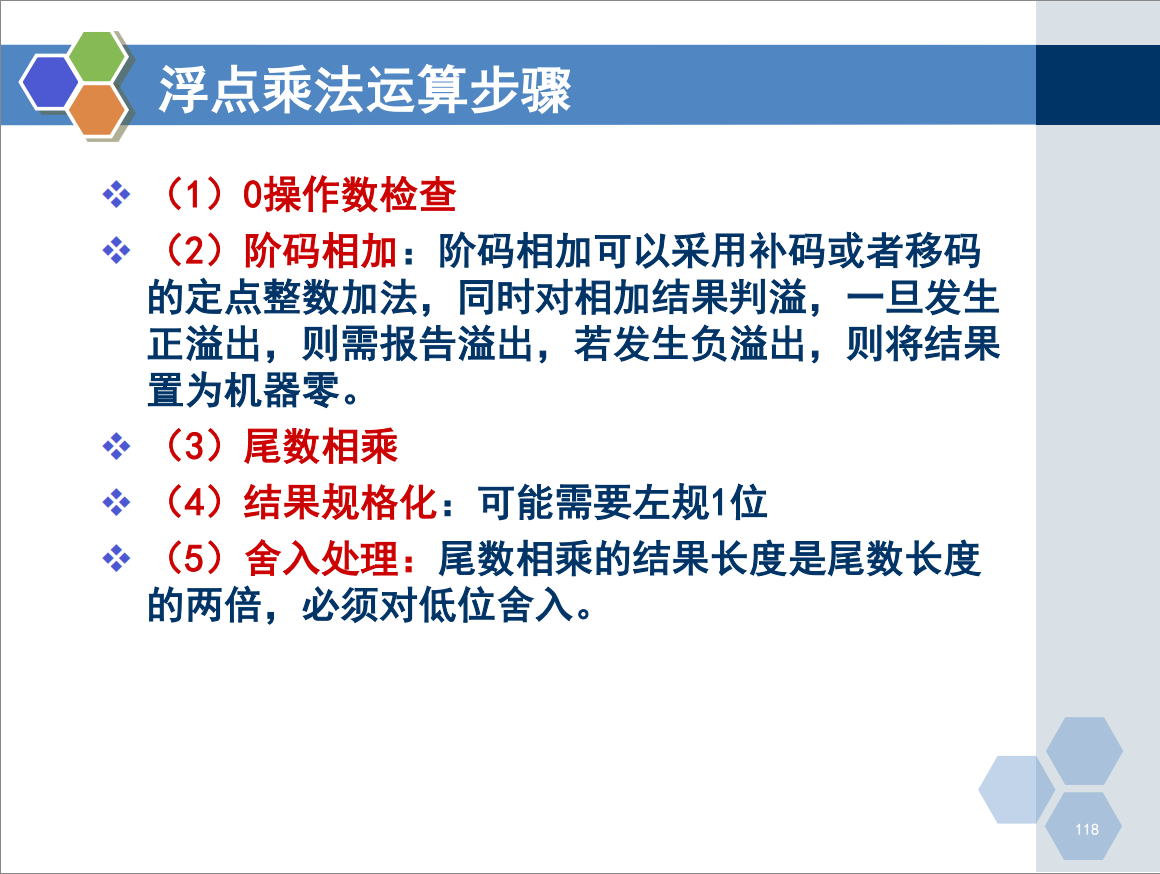 浮点乘法运算步骤
（1）0操作数检查
（2）阶码相加：阶码相加可以采用补码或者移码
的定点整数加法，同时对相加结果判溢，一旦发生
正溢出，则需报告溢出，若发生负溢出，则将结果
置为机器零。
（3）尾数相乘
（4）结果规格化：可能需要左规1位
（5）舍入处理：尾数相乘的结果长度是尾数长度
的两倍，必须对低位舍入。
118